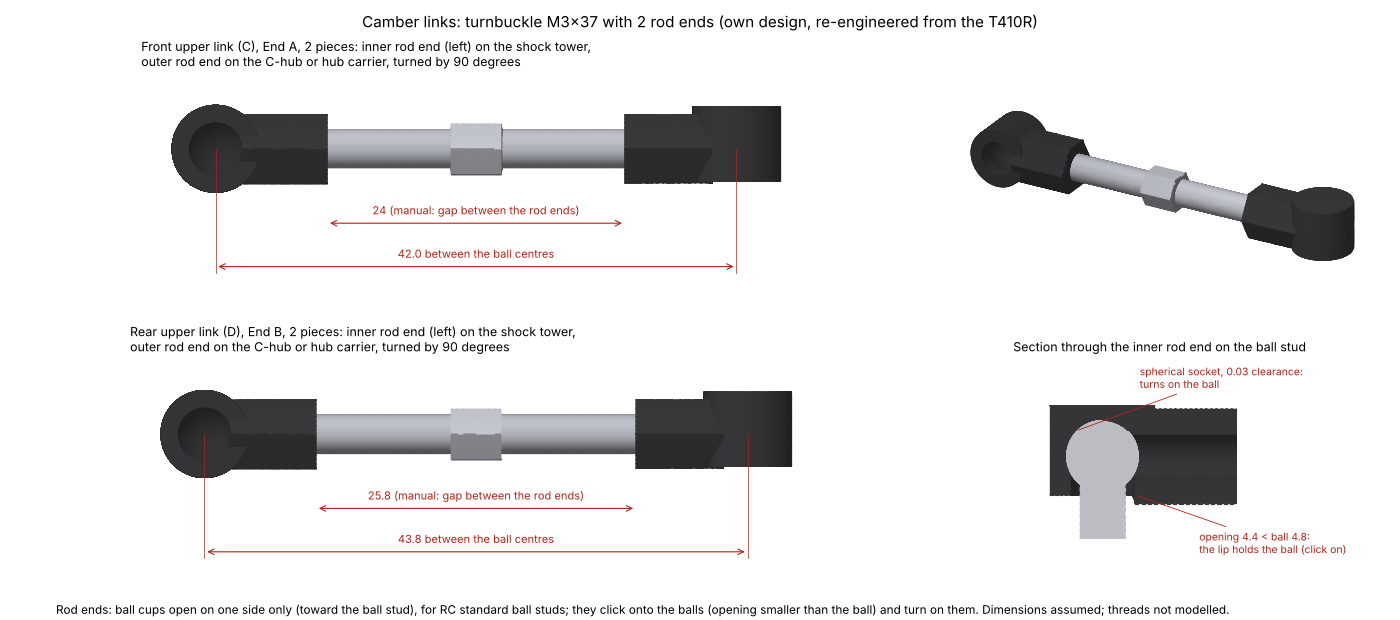 Camber links: turnbuckle M3×37 with 2 rod ends (own design, re-engineered from the T410R)
Front upper link (C), End A, 2 pieces: inner rod end (left) on the shock tower,
outer rod end on the C-hub or hub carrier, turned by 90 degrees
24 (manual: gap between the rod ends)
42.0 between the ball centres
Rear upper link (D), End B, 2 pieces: inner rod end (left) on the shock tower,
outer rod end on the C-hub or hub carrier, turned by 90 degrees
25.8 (manual: gap between the rod ends)
43.8 between the ball centres
Section through the inner rod end on the ball stud
spherical socket, 0.03 clearance:
turns on the ball
opening 4.4 < ball 4.8:
the lip holds the ball (click on)
Rod ends: ball cups open on one side only (toward the ball stud), for RC standard ball studs; they click onto the balls (opening smaller than the ball) and turn on them. Dimensions assumed; threads not modelled.